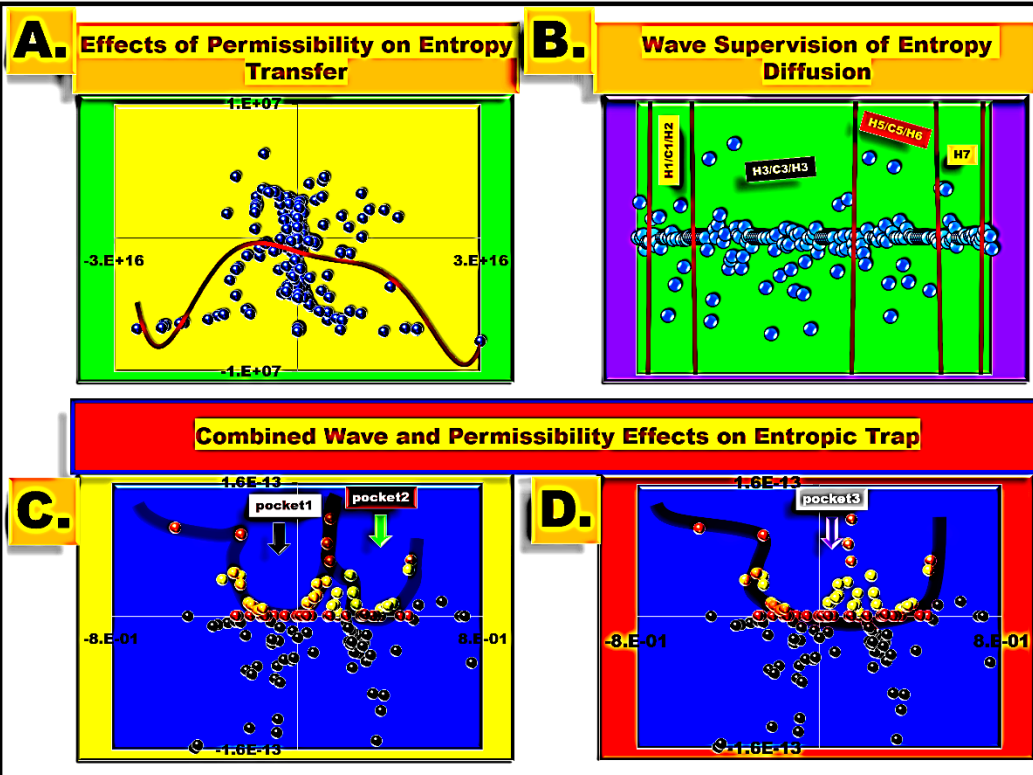 A.
Effects of Permissibility on Entropy
Transfer
1.E+07
-3.E+16
3.E+16
-1.E+07
B.
Wave Supervision of Entropy
Diffusion
H1/C1/H2
H3/C3/H3
H5/C5/H6
H7
Combined Wave and Permissibility Effects on Entropic Trap
C.
1.6E-13
pocket1
pocket2
-8.E-01
8.E-01
-1.6E-13
D.
1.6E-13
pocket3
-8.E-01
8.E-01
-1.6E-13